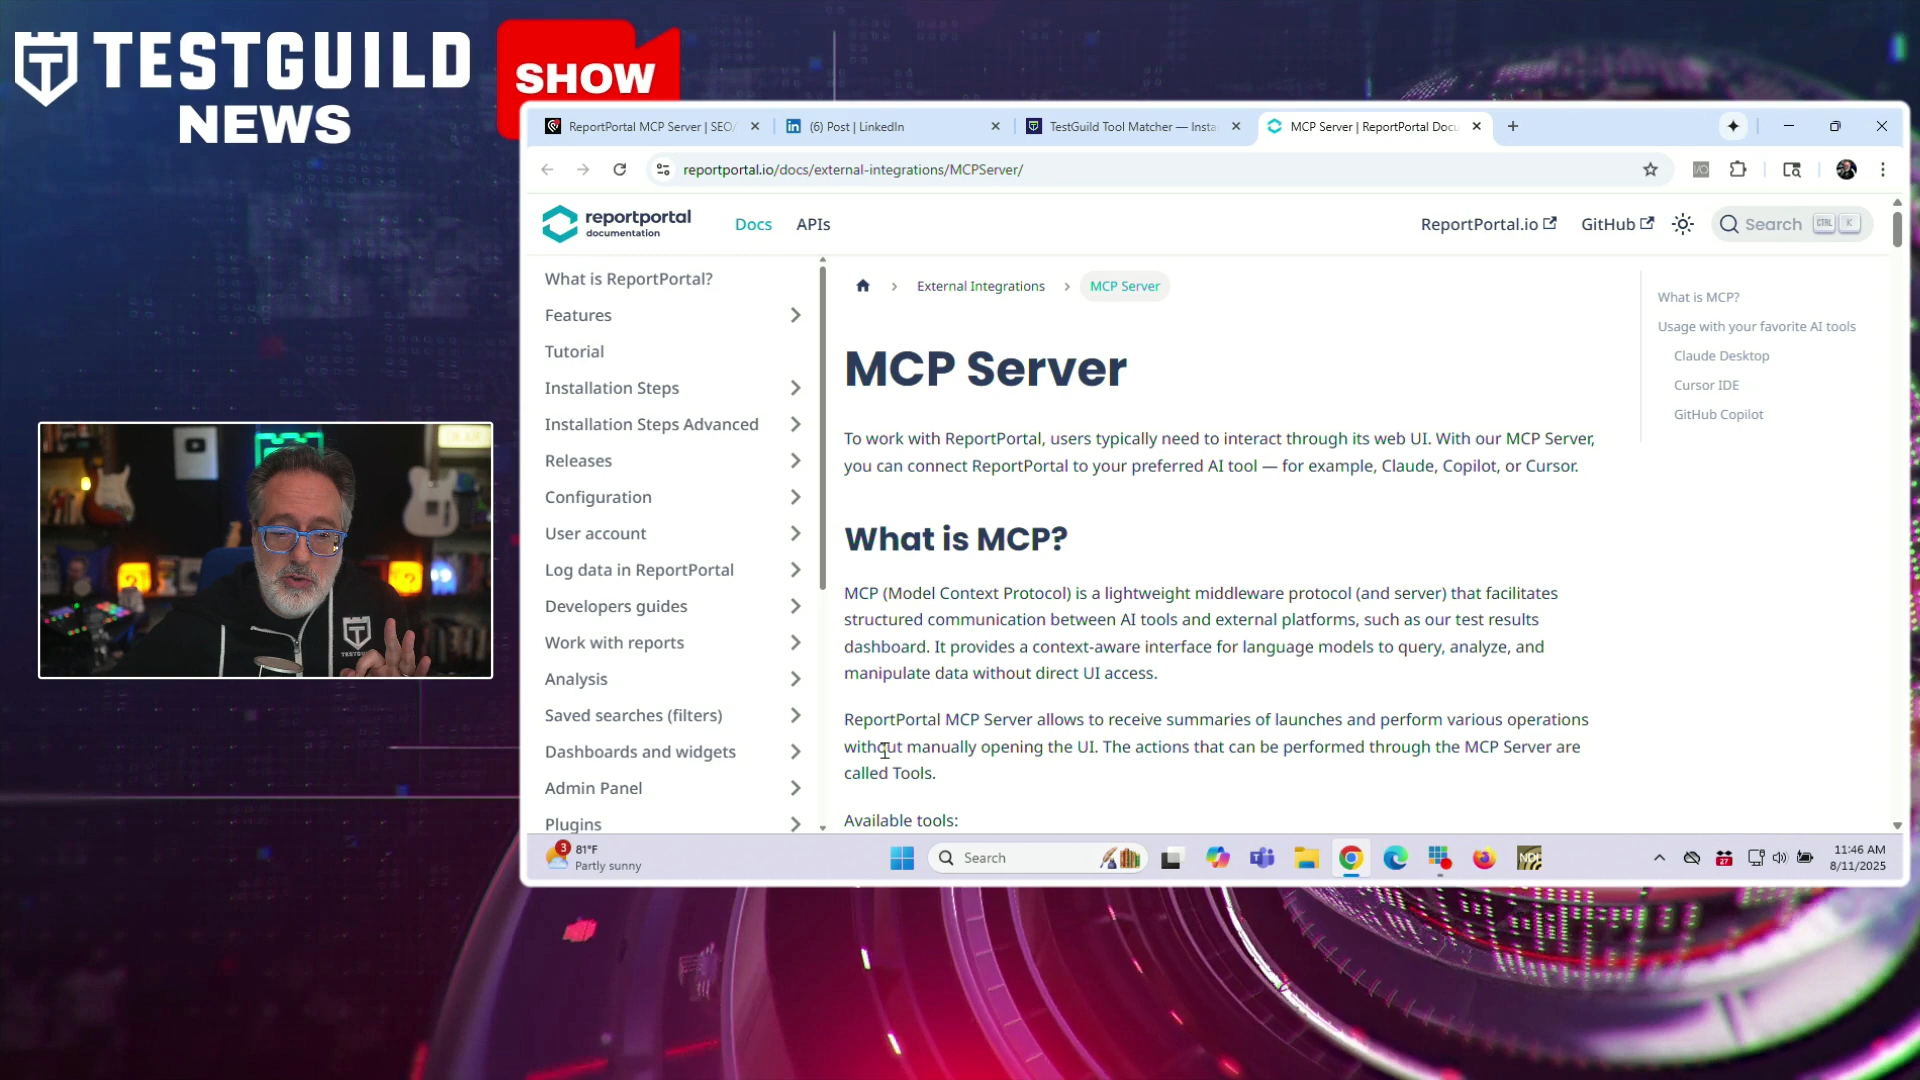 TESTGUILD
NEWS
SHOW
ReportPortal MCP Server | SEO/
(6) Post | LinkedIn
TestGuild Tool Matcher — Insta
MCP Server | ReportPortal Docu
reportportal.io/docs/external-integrations/MCPServer/
reportportal
documentation
Docs
APIs
ReportPortal.io
GitHub
Search
CTRL
K
What is ReportPortal?
Features
Tutorial
Installation Steps
Installation Steps Advanced
Releases
Configuration
User account
Log data in ReportPortal
Developers guides
Work with reports
Analysis
Saved searches (filters)
Dashboards and widgets
Admin Panel
Plugins
External Integrations
MCP Server
MCP Server
To work with ReportPortal, users typically need to interact through its web UI. With our MCP Server,
you can connect ReportPortal to your preferred AI tool — for example, Claude, Copilot, or Cursor.
What is MCP?
MCP (Model Context Protocol) is a lightweight middleware protocol (and server) that facilitates
structured communication between AI tools and external platforms, such as our test results
dashboard. It provides a context-aware interface for language models to query, analyze, and
manipulate data without direct UI access.
ReportPortal MCP Server allows to receive summaries of launches and perform various operations
without manually opening the UI. The actions that can be performed through the MCP Server are
called Tools.
Available tools:
What is MCP?
Usage with your favorite AI tools
Claude Desktop
Cursor IDE
GitHub Copilot
3
81°F
Partly sunny
Search
NDI
27
11:46 AM
8/11/2025